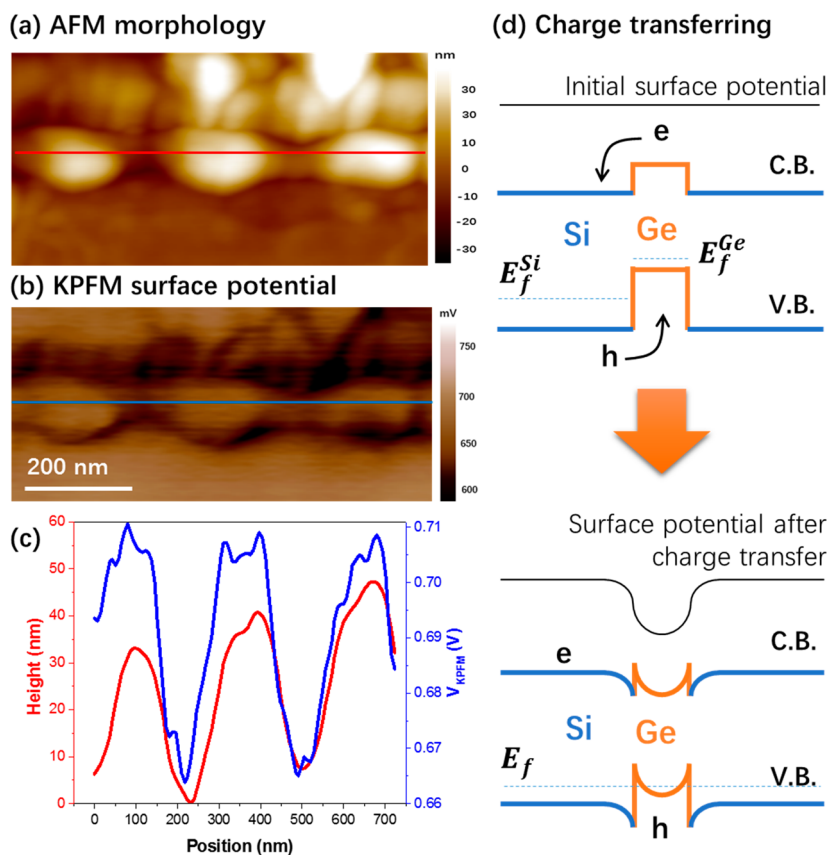 (a) AFM morphology
nm
30
30
20
10
0
-10
-20
-30
(b) KPFM surface potential
mV
750
700
650
600
200 nm
(c)
60
50
40
30
20
10
0
Height (nm)
0.71
0.70
0.69
0.68
0.67
0.66
V_KPFM (V)
0 100 200 300 400 500 600 700
Position (nm)
(d) Charge transferring
Initial surface potential
e
C.B.
Si Ge
E_f^Si E_f^Ge
V.B.
h
Surface potential after
charge transfer
C.B.
e
Si Ge
E_f
V.B.
h